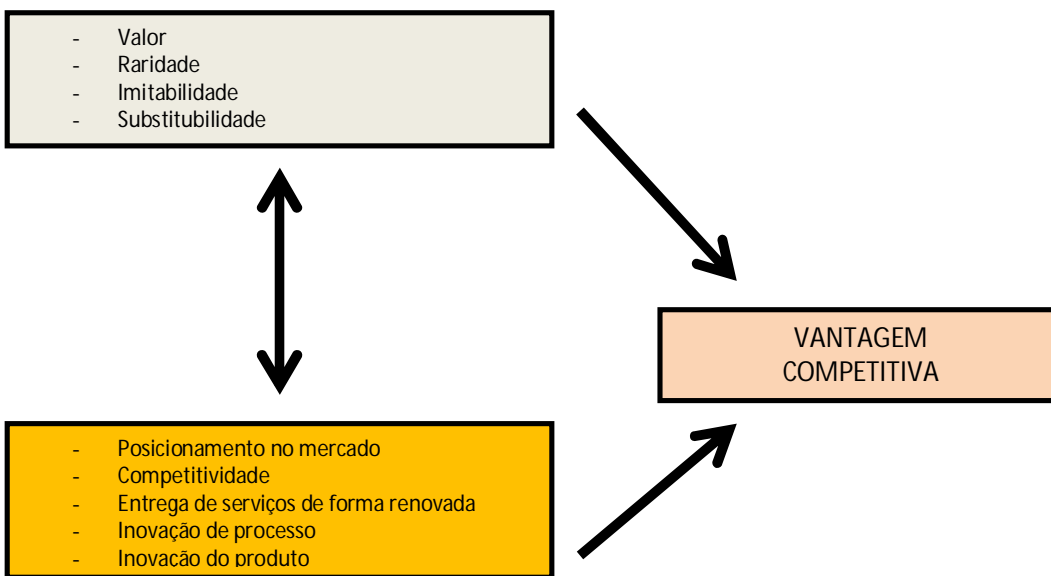 - Valor
- Raridade
- Imitabilidade
- Substitubilidade
VANTAGEM
COMPETITIVA
- Posicionamento no mercado
- Competitividade
- Entrega de serviços de forma renovada
- Inovação de processo
- Inovação do produto